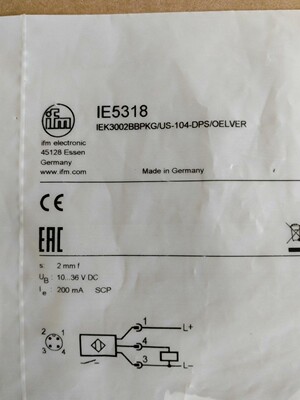 ifm
IE5318
IEK3002BBPKG/US-104-DPS/OELVER
ifm electronic
45128 Essen
Germany
www.ifm.com
Made in Germany
CE
EAC
s: 2 mm f
UB: 10...36 V DC
Ie: 200 mA SCP
2 1
3 4
1 L+
4
3 L–